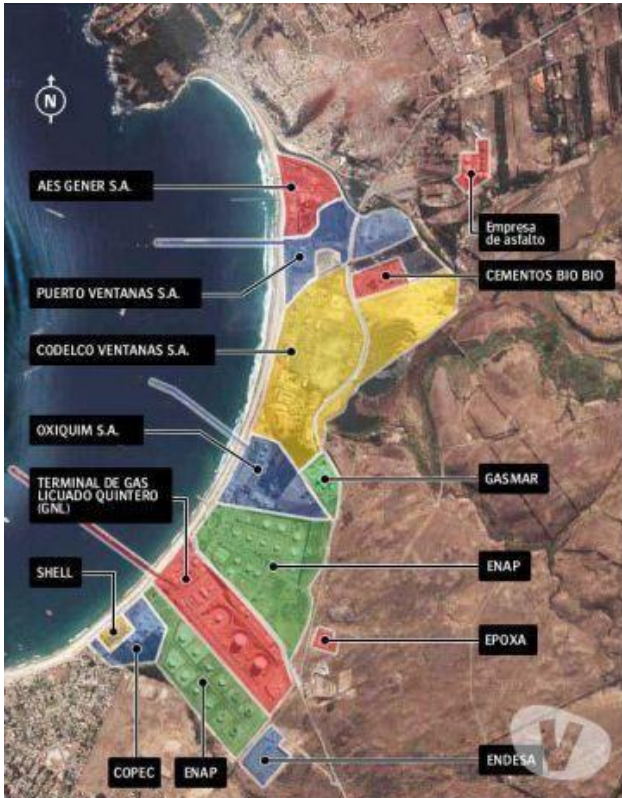 N
AES GENER S.A.
Empresa
de asfalto
CEMENTOS BIO BIO
PUERTO VENTANAS S.A.
CODELCO VENTANAS S.A.
OXIQUIM S.A.
TERMINAL DE GAS
LICUADO QUINTERO
(GNL)
GASMAR
SHELL
ENAP
EPOXA
COPEC
ENAP
ENDESA
V